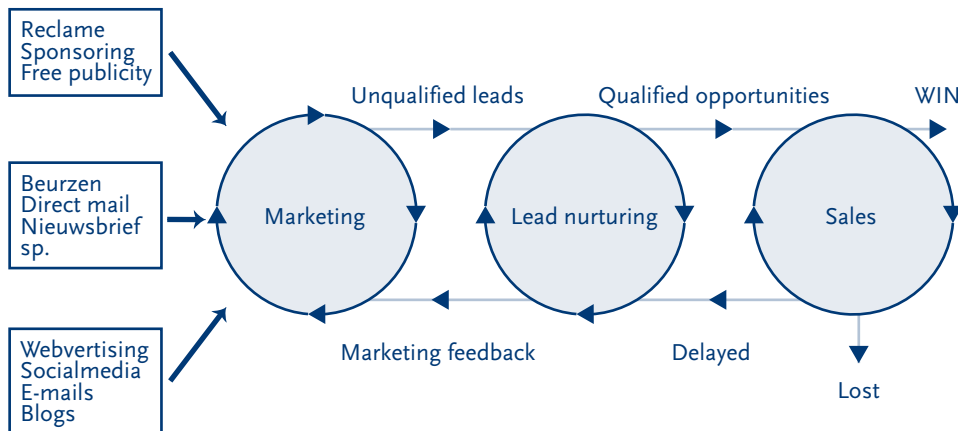 Reclame
Sponsoring
Free publicity
Beurzen
Direct mail
Nieuwsbrief
sp.
Webvertising
Socialmedia
E-mails
Blogs
Unqualified leads
Qualified opportunities
WIN
Marketing
Lead nurturing
Sales
Marketing feedback
Delayed
Lost